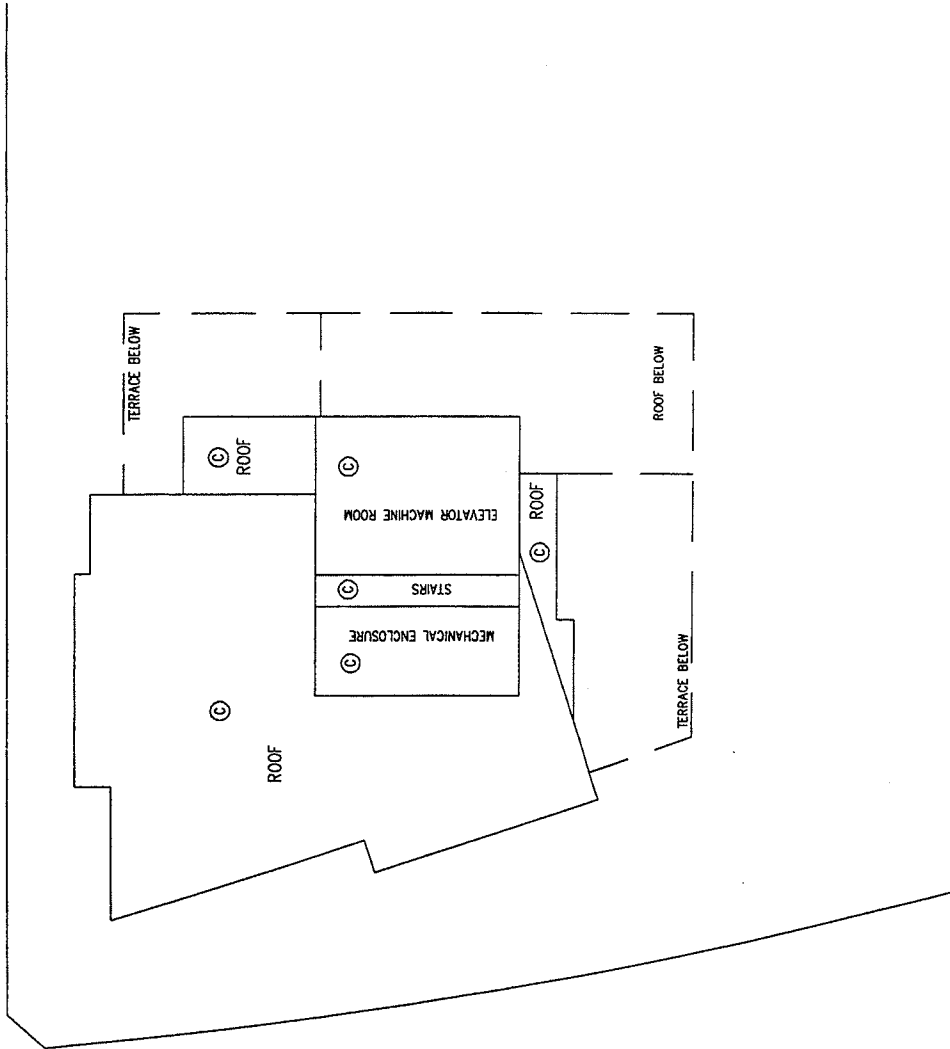 TERRACE BELOW
© ROOF
©
ELEVATOR MACHINE ROOM
ROOF BELOW
© ROOF
© STAIRS
MECHANICAL ENCLOSURE
©
TERRACE BELOW
©
ROOF